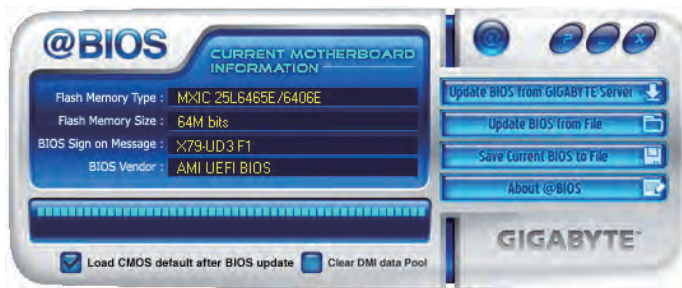 @BIOS
CURRENT MOTHERBOARD
INFORMATION
Flash Memory Type : MXIC 25L6465E/6406E
Flash Memory Size : 64M bits
BIOS Sign on Message : X79-UD3 F1
BIOS Vendor : AMI UEFI BIOS
Load CMOS default after BIOS update
Clear DMI data Pool
@
? - X
Update BIOS from GIGABYTE Server
Update BIOS from File
Save Current BIOS to File
About @BIOS
GIGABYTE™